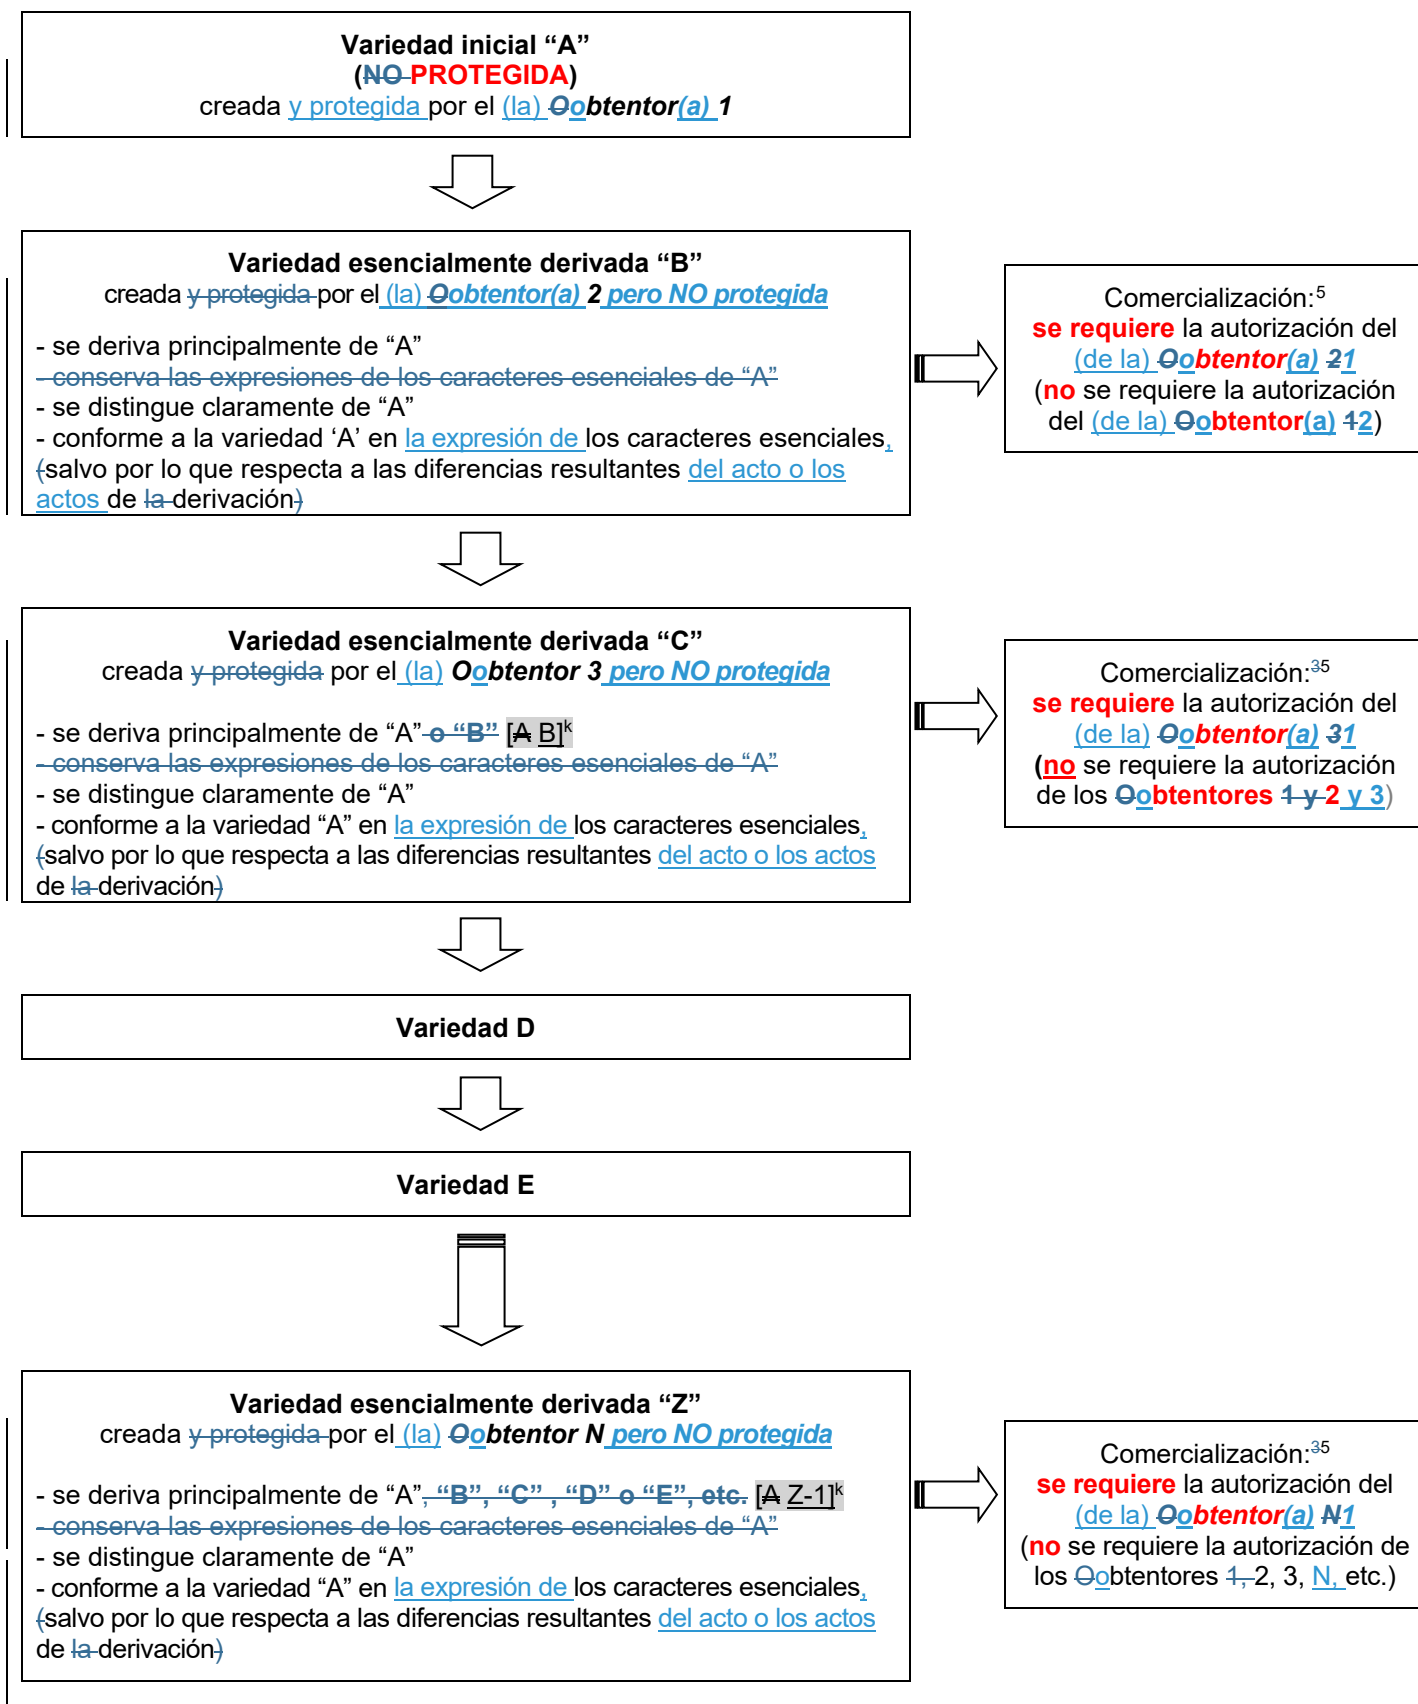 Variedad inicial “A”
(NO PROTEGIDA)
creada y protegida por el (la) Oobtentor(a) 1
Variedad esencialmente derivada “B”
creada y protegida por el (la) Oobtentor(a) 2 pero NO protegida
- se deriva principalmente de “A”
- conserva las expresiones de los caracteres esenciales de “A”
- se distingue claramente de “A”
- conforme a la variedad ‘A’ en la expresión de los caracteres esenciales,
(salvo por lo que respecta a las diferencias resultantes del acto o los
actos de la derivación)
Comercialización:5
se requiere la autorización del
(de la) Oobtentor(a) 21
(no se requiere la autorización
del (de la) Oobtentor(a) 12)
Variedad esencialmente derivada “C”
creada y protegida por el (la) Oobtentor 3 pero NO protegida
- se deriva principalmente de “A” o “B” [A B]k
- conserva las expresiones de los caracteres esenciales de “A”
- se distingue claramente de “A”
- conforme a la variedad “A” en la expresión de los caracteres esenciales,
(salvo por lo que respecta a las diferencias resultantes del acto o los actos
de la derivación)
Comercialización:35
se requiere la autorización del
(de la) Oobtentor(a) 31
(no se requiere la autorización
de los Oobtentores 1 y 2 y 3)
Variedad D
Variedad E
Variedad esencialmente derivada “Z”
creada y protegida por el (la) Oobtentor N pero NO protegida
- se deriva principalmente de “A”, “B”, “C” , “D” o “E”, etc. [A Z-1]k
- conserva las expresiones de los caracteres esenciales de “A”
- se distingue claramente de “A”
- conforme a la variedad “A” en la expresión de los caracteres esenciales,
(salvo por lo que respecta a las diferencias resultantes del acto o los actos
de la derivación)
Comercialización:35
se requiere la autorización del
(de la) Oobtentor(a) N1
(no se requiere la autorización de
los Oobtentores 1, 2, 3, N, etc.)